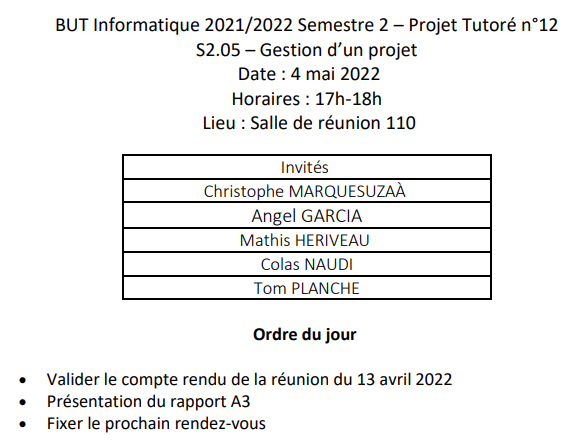 BUT Informatique 2021/2022 Semestre 2 – Projet Tutoré n°12
S2.05 – Gestion d’un projet
Date : 4 mai 2022
Horaires : 17h-18h
Lieu : Salle de réunion 110
Invités
Christophe MARQUESUZAÀ
Angel GARCIA
Mathis HERIVEAU
Colas NAUDI
Tom PLANCHE
Ordre du jour
• Valider le compte rendu de la réunion du 13 avril 2022
• Présentation du rapport A3
• Fixer le prochain rendez-vous